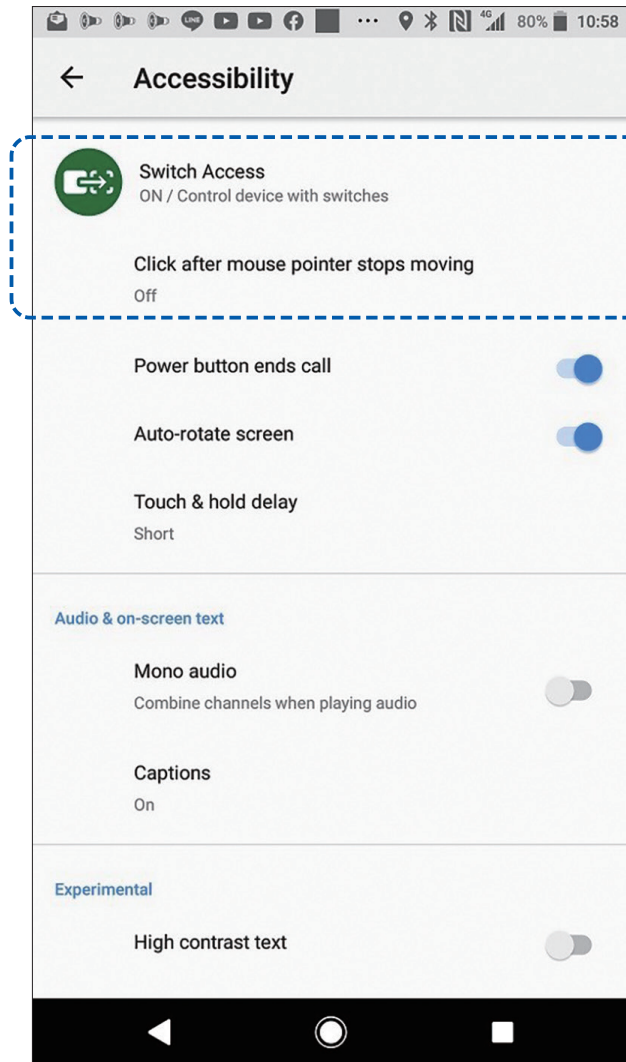 LINE
4G
80%
10:58
Accessibility
Switch Access
ON / Control device with switches
Click after mouse pointer stops moving
Off
Power button ends call
Auto-rotate screen
Touch & hold delay
Short
Audio & on-screen text
Mono audio
Combine channels when playing audio
Captions
On
Experimental
High contrast text